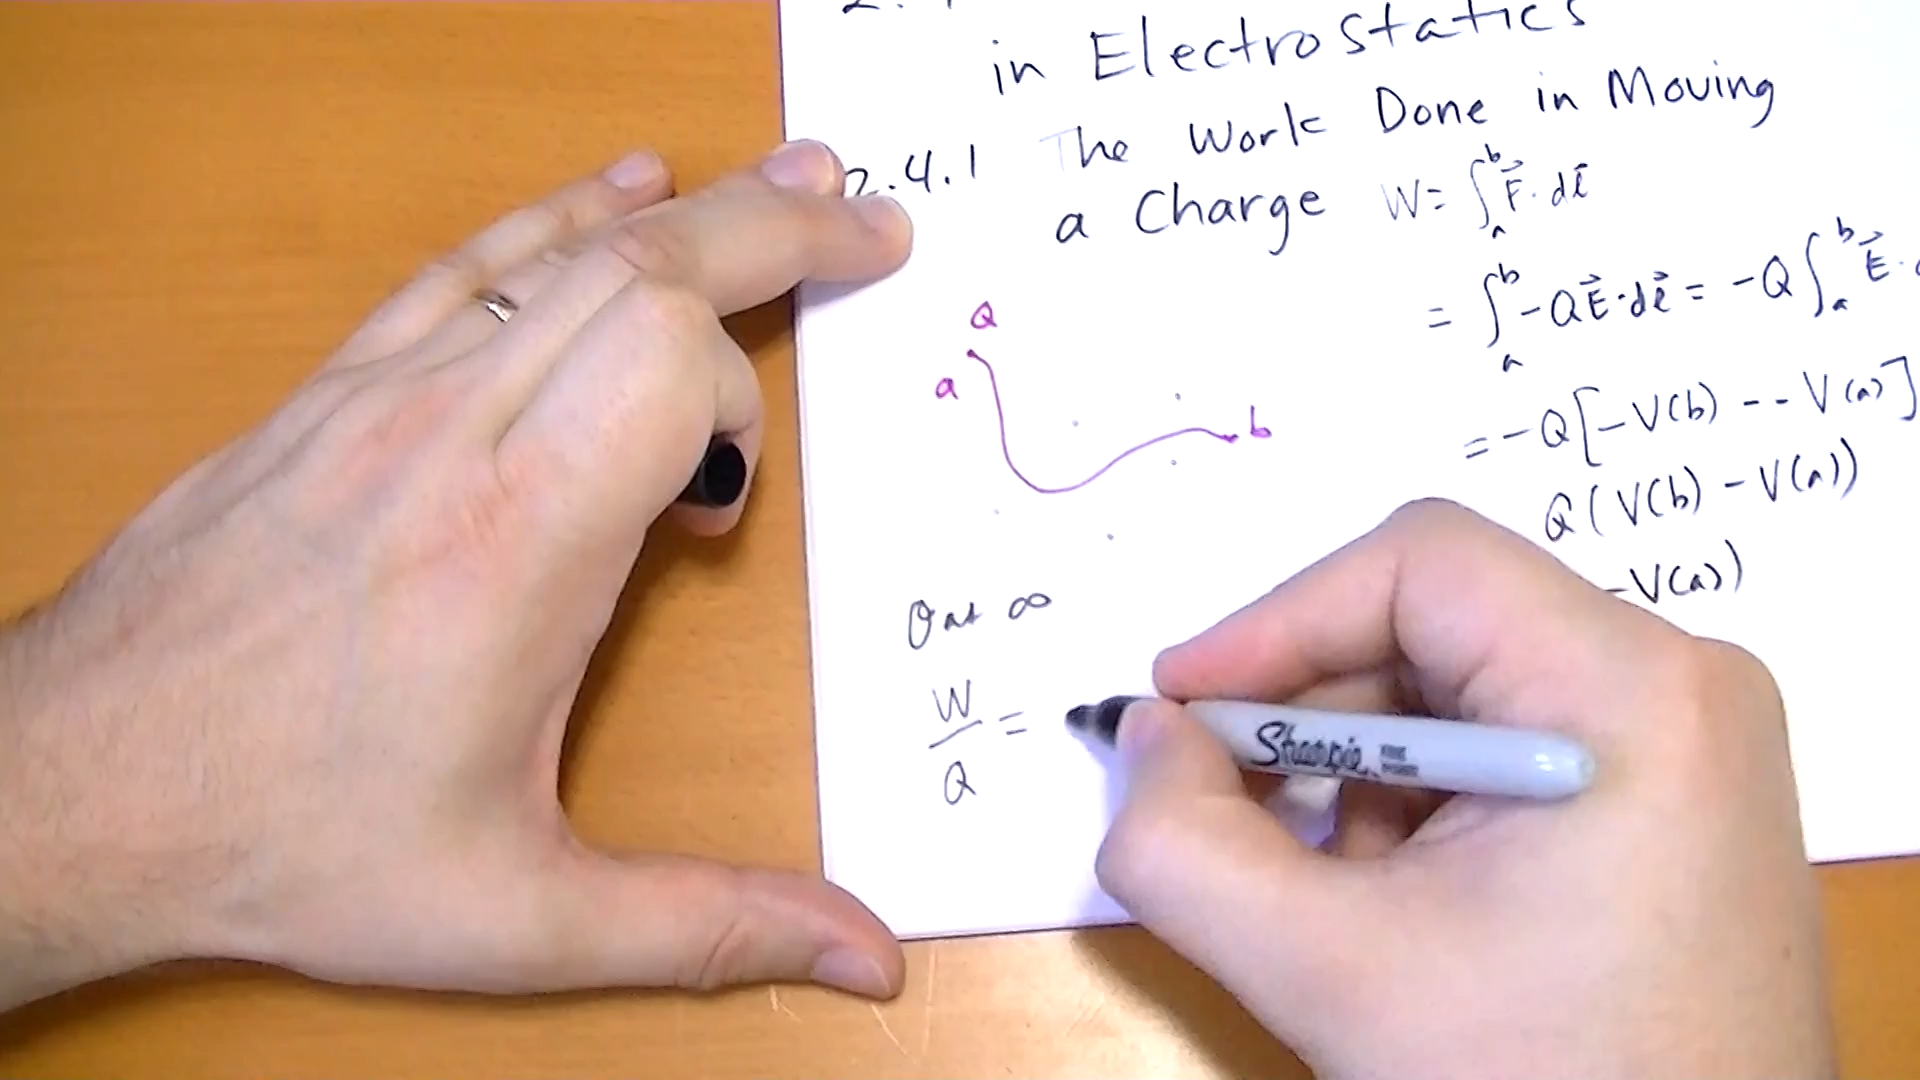 in Electrostatics
2.4.1 The Work Done in Moving
a Charge W = ∫ₐᵇ F⃗ · dℓ⃗
= ∫ₐᵇ -QE⃗ · dℓ⃗ = -Q ∫ₐᵇ E⃗ ·
= -Q[-V(b) - - V(a)]
Q(V(b) - V(a))
-V(a))
Q
a
b
O at ∞
W/Q =
Sharpie